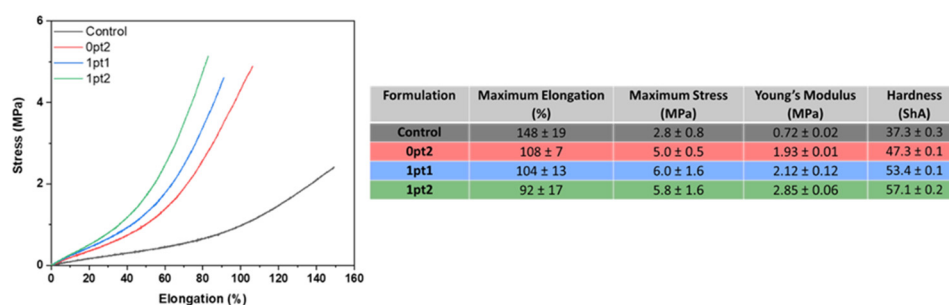 6
4
2
0
Stress (MPa)
Control
0pt2
1pt1
1pt2
0 20 40 60 80 100 120 140 160
Elongation (%)
Formulation Maximum Elongation (%) Maximum Stress (MPa) Young's Modulus (MPa) Hardness (ShA)
Control 148 ± 19 2.8 ± 0.8 0.72 ± 0.02 37.3 ± 0.3
0pt2 108 ± 7 5.0 ± 0.5 1.93 ± 0.01 47.3 ± 0.1
1pt1 104 ± 13 6.0 ± 1.6 2.12 ± 0.12 53.4 ± 0.1
1pt2 92 ± 17 5.8 ± 1.6 2.85 ± 0.06 57.1 ± 0.2